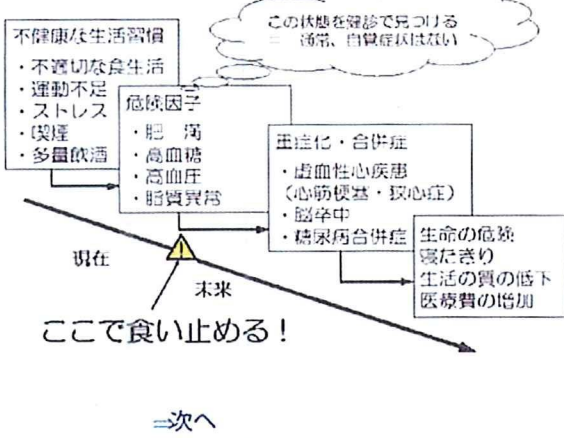 この状態を健診で見つける
＝ 通常、自覚症状はない
不健康な生活習慣
・不適切な食生活
・運動不足
・ストレス
・喫煙
・多量飲酒
危険因子
・肥 満
・高血糖
・高血圧
・脂質異常
重症化・合併症
・虚血性心疾患
（心筋梗塞・狭心症）
・脳卒中
・糖尿病合併症
生命の危険
寝たきり
生活の質の低下
医療費の増加
現在
未来
ここで食い止める！
⇒次へ